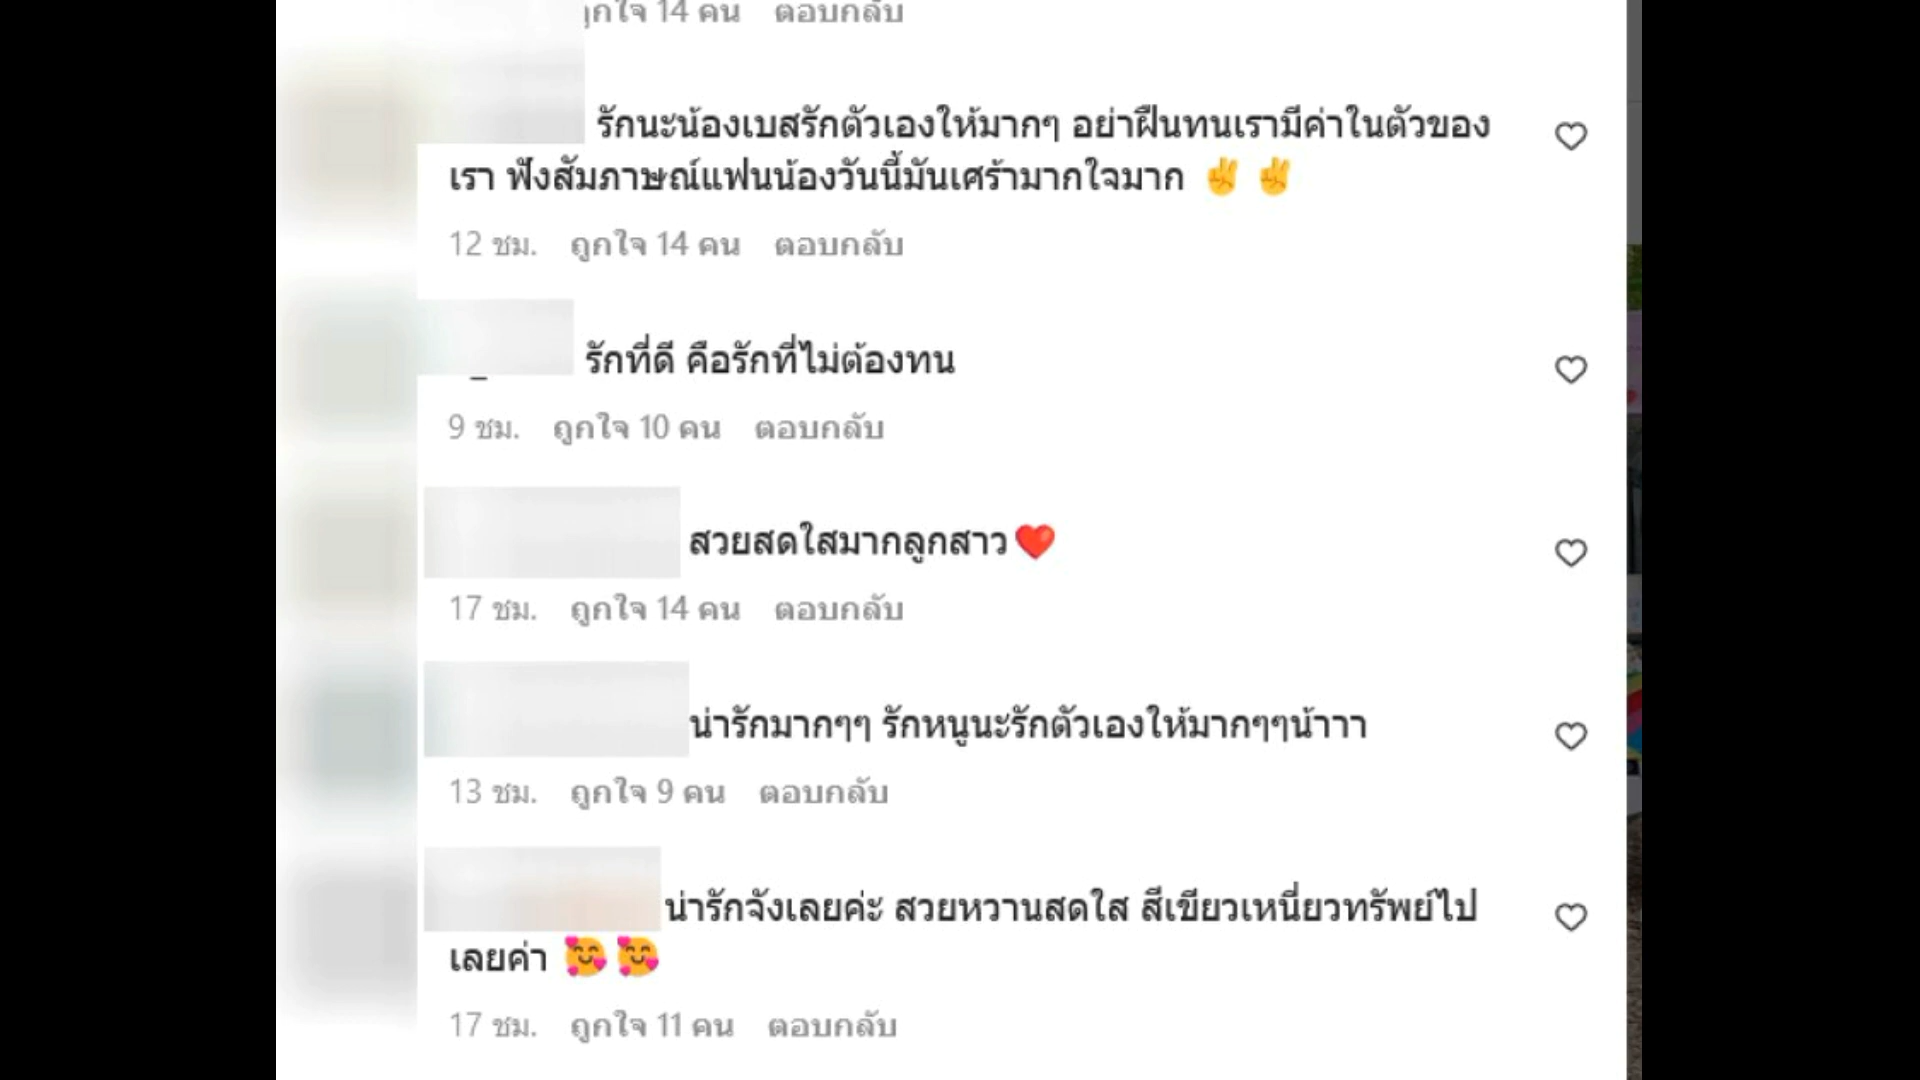 ถูกใจ 14 คน ตอบกลับ
รักนะน้องเบสรักตัวเองให้มากๆ อย่าฝืนทนเรามีค่าในตัวของ
เรา ฟังสัมภาษณ์แฟนน้องวันนี้มันเศร้ามากใจมาก ✌️ ✌️
12 ชม. ถูกใจ 14 คน ตอบกลับ
รักที่ดี คือรักที่ไม่ต้องทน
9 ชม. ถูกใจ 10 คน ตอบกลับ
สวยสดใสมากลูกสาว❤️
17 ชม. ถูกใจ 14 คน ตอบกลับ
น่ารักมากๆๆ รักหนูนะรักตัวเองให้มากๆๆน้าาา
13 ชม. ถูกใจ 9 คน ตอบกลับ
น่ารักจังเลยค่ะ สวยหวานสดใส สีเขียวเหนี่ยวทรัพย์ไป
เลยค่า 🥰 🥰
17 ชม. ถูกใจ 11 คน ตอบกลับ